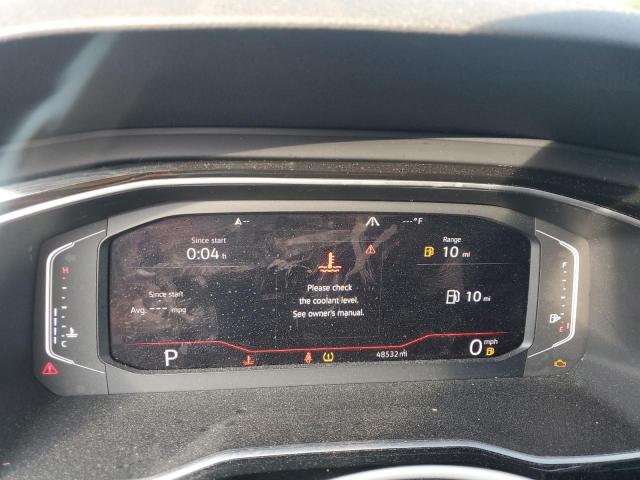 A--
---°F
Since start
0:04 h
Range
10 mi
H
F
Please check
the coolant level.
See owner's manual.
Since start
Avg. --- mpg
10 mi
C
E
P
48532 mi
0 mph